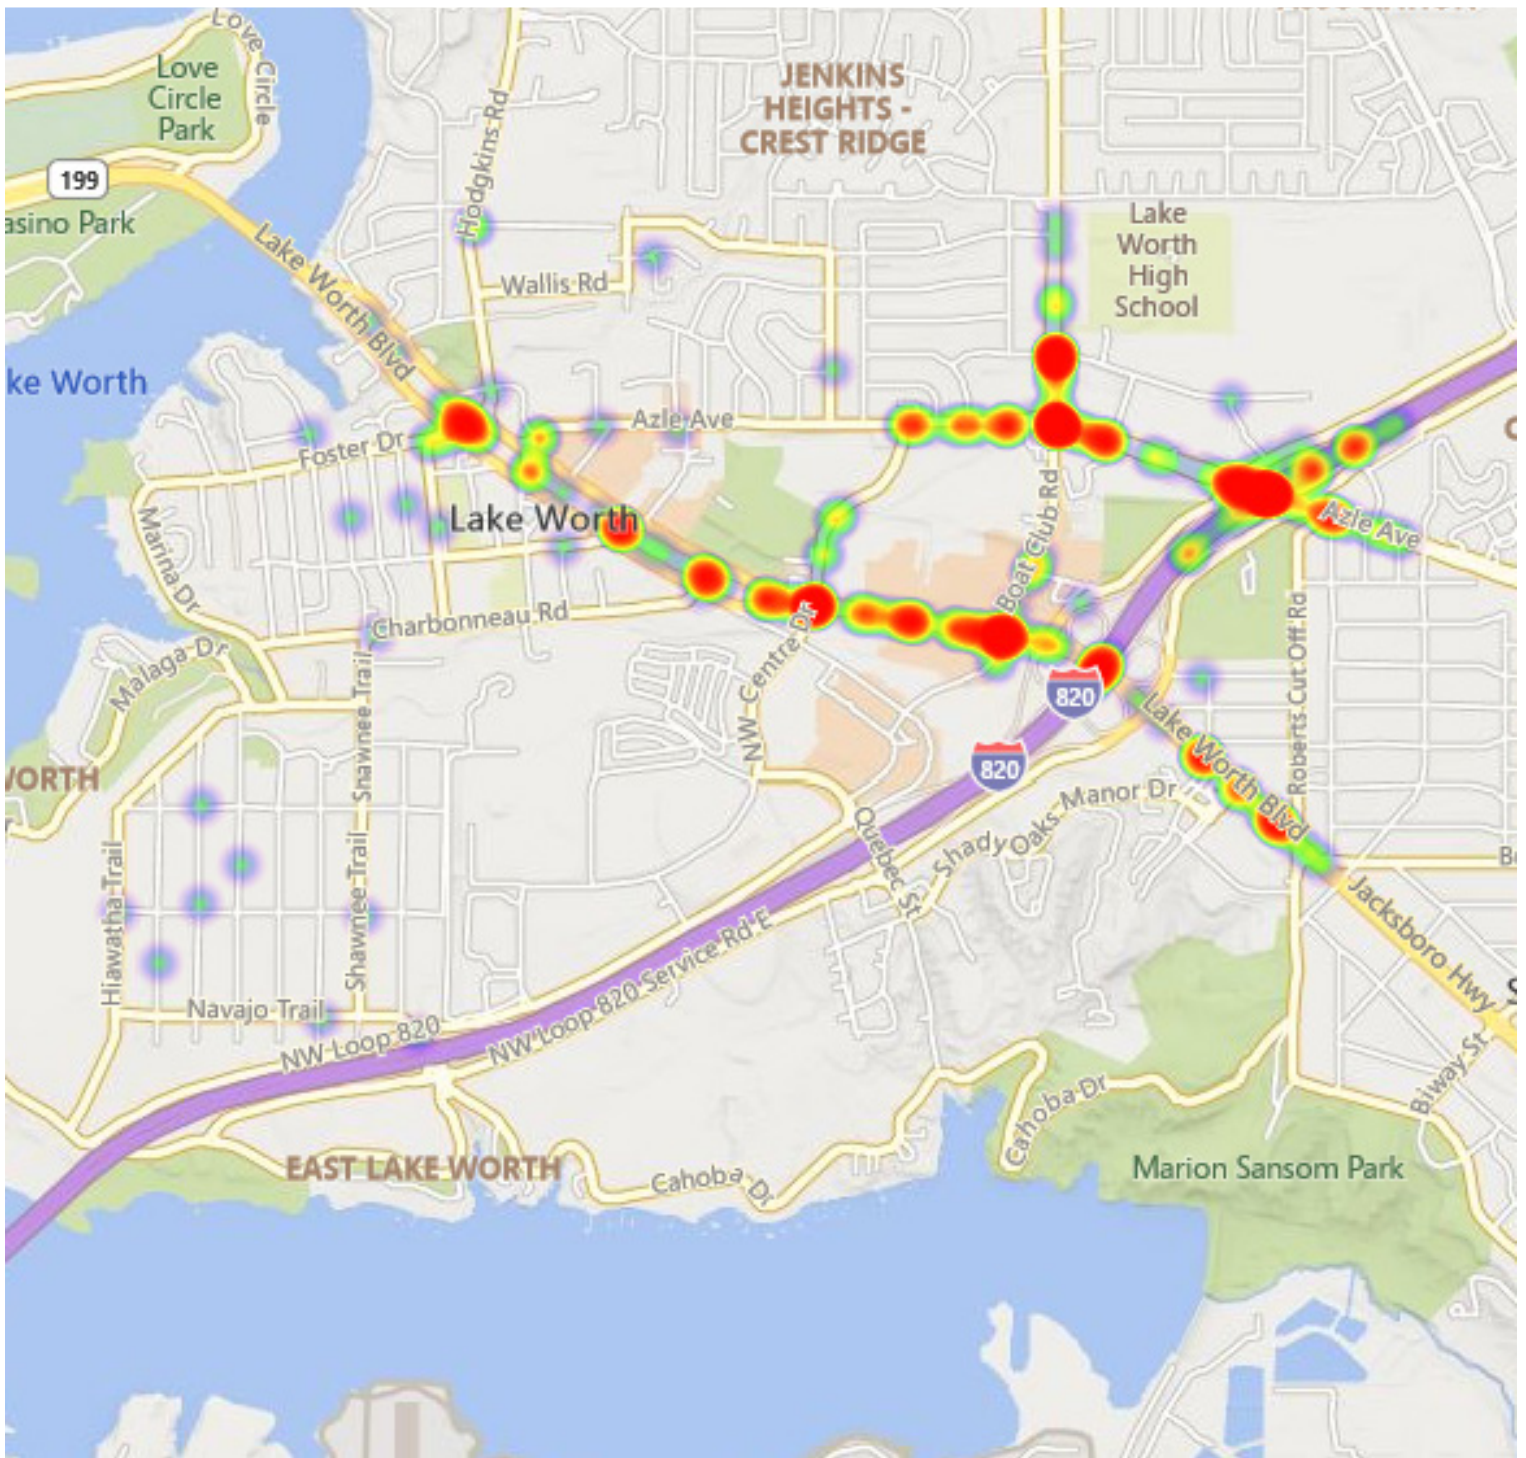 Love Circle
Love
Circle
Park
199
asino Park
Hodgkins Rd
JENKINS
HEIGHTS -
CREST RIDGE
Lake
Worth
High
School
Lake Worth Blvd
Wallis Rd
ke Worth
Azle Ave
Foster Dr
Lake Worth
Azle Ave
Marina Dr
Boat Club Rd
Charbonneau Rd
Malaga Dr
NW Centre Dr
Roberts Cut Off Rd
820
820
Lake Worth Blvd
WORTH
Shawnee Trail
Shawnee Trail
Hiawatha Trail
Quebec St
Shady Oaks Manor Dr
Jacksboro Hwy
Navajo Trail
NW Loop 820
NW Loop 820 Service Rd E
Biway St
Cahoba Dr
EAST LAKE WORTH
Cahoba Dr
Marion Sansom Park